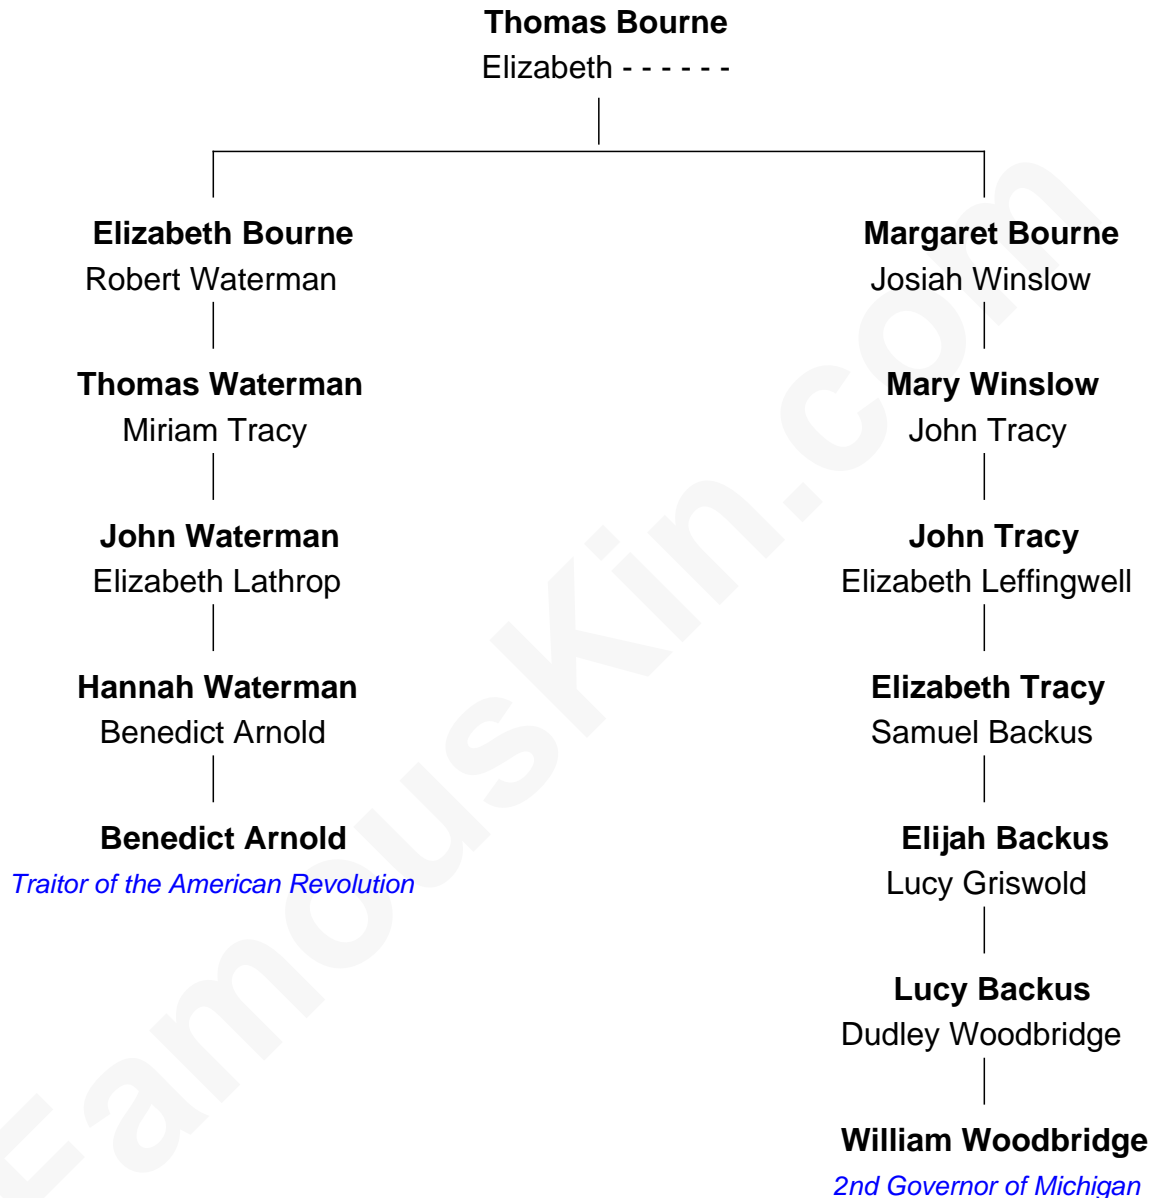 Thomas Bourne
Elizabeth - - - - - -
Elizabeth Bourne
Robert Waterman
Thomas Waterman
Miriam Tracy
John Waterman
Elizabeth Lathrop
Hannah Waterman
Benedict Arnold
Benedict Arnold
Traitor of the American Revolution
Margaret Bourne
Josiah Winslow
Mary Winslow
John Tracy
John Tracy
Elizabeth Leffingwell
Elizabeth Tracy
Samuel Backus
Elijah Backus
Lucy Griswold
Lucy Backus
Dudley Woodbridge
William Woodbridge
2nd Governor of Michigan
FamousKin.com